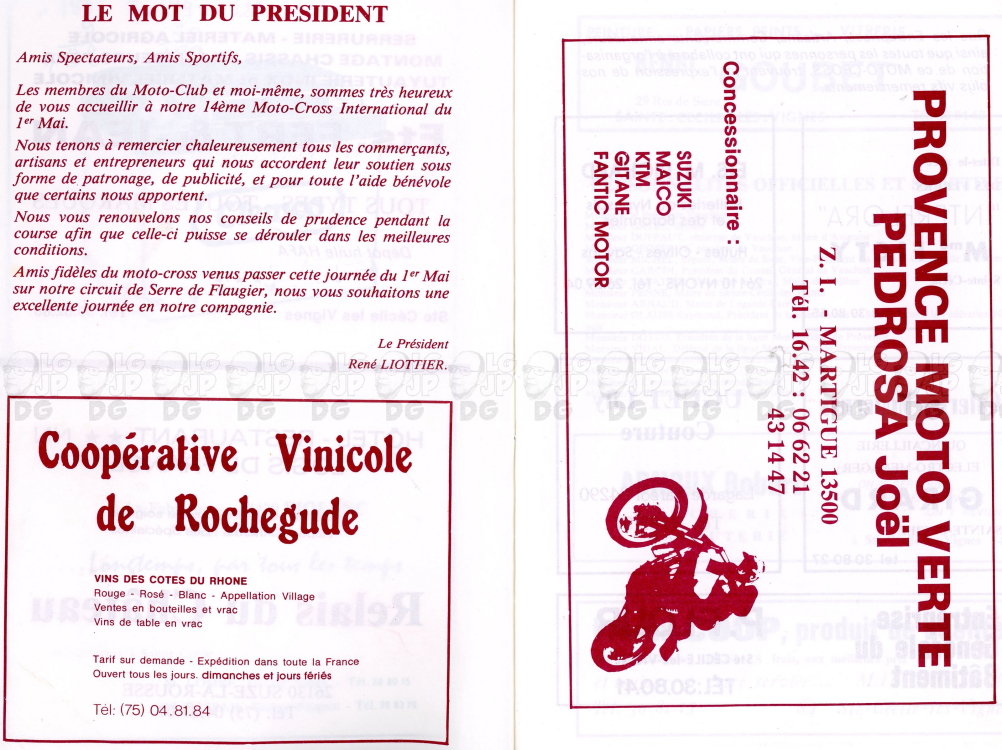 LE MOT DU PRESIDENT
Amis Spectateurs, Amis Sportifs,
Les membres du Moto-Club et moi-même, sommes très heureux
de vous accueillir à notre 14ème Moto-Cross International du
1er Mai.
Nous tenons à remercier chaleureusement tous les commerçants,
artisans et entrepreneurs qui nous accordent leur soutien sous
forme de patronage, de publicité, et pour toute l'aide bénévole
que certains nous apportent.
Nous vous renouvelons nos conseils de prudence pendant la
course afin que celle-ci puisse se dérouler dans les meilleures
conditions.
Amis fidèles du moto-cross venus passer cette journée du 1er Mai
sur notre circuit de Serre de Flaugier, nous vous souhaitons une
excellente journée en notre compagnie.
Le Président
René LIOTTIER.
Coopérative Vinicole
de Rochegude
VINS DES COTES DU RHONE
Rouge - Rosé - Blanc - Appellation Village
Ventes en bouteilles et vrac
Vins de table en vrac
Tarif sur demande - Expédition dans toute la France
Ouvert tous les jours. dimanches et jours fériés
Tél: (75) 04.81.84
PROVENCE MOTO VERTE
PEDROSA Joël
Z. I. - MARTIGUE 13500
Tél. 16.42 : 06 62 21
43 14 47
Concessionnaire :
SUZUKI
MAICO
KTM
GITANE
FANTIC MOTOR